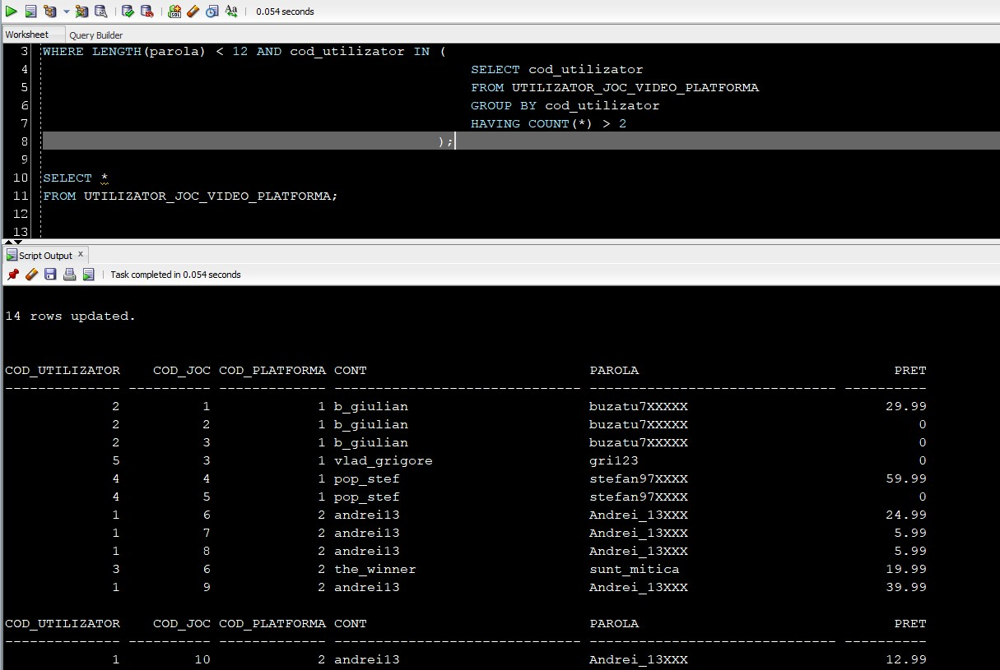 0.054 seconds
Worksheet Query Builder
3 WHERE LENGTH(parola) < 12 AND cod_utilizator IN (
4 SELECT cod_utilizator
5 FROM UTILIZATOR_JOC_VIDEO_PLATFORMA
6 GROUP BY cod_utilizator
7 HAVING COUNT(*) > 2
8 );
9
10 SELECT *
11 FROM UTILIZATOR_JOC_VIDEO_PLATFORMA;
12
13
Script Output x
Task completed in 0.054 seconds
14 rows updated.
COD_UTILIZATOR COD_JOC COD_PLATFORMA CONT PAROLA PRET
-------------- ---------- ------------- ------------------------------ ------------------------------ ----------
2 1 1 b_giulian buzatu7XXXXX 29.99
2 2 1 b_giulian buzatu7XXXXX 0
2 3 1 b_giulian buzatu7XXXXX 0
5 3 1 vlad_grigore gri123 0
4 4 1 pop_stef stefan97XXXX 59.99
4 5 1 pop_stef stefan97XXXX 0
1 6 2 andrei13 Andrei_13XXX 24.99
1 7 2 andrei13 Andrei_13XXX 5.99
1 8 2 andrei13 Andrei_13XXX 5.99
3 6 2 the_winner sunt_mitica 19.99
1 9 2 andrei13 Andrei_13XXX 39.99
COD_UTILIZATOR COD_JOC COD_PLATFORMA CONT PAROLA PRET
-------------- ---------- ------------- ------------------------------ ------------------------------ ----------
1 10 2 andrei13 Andrei_13XXX 12.99